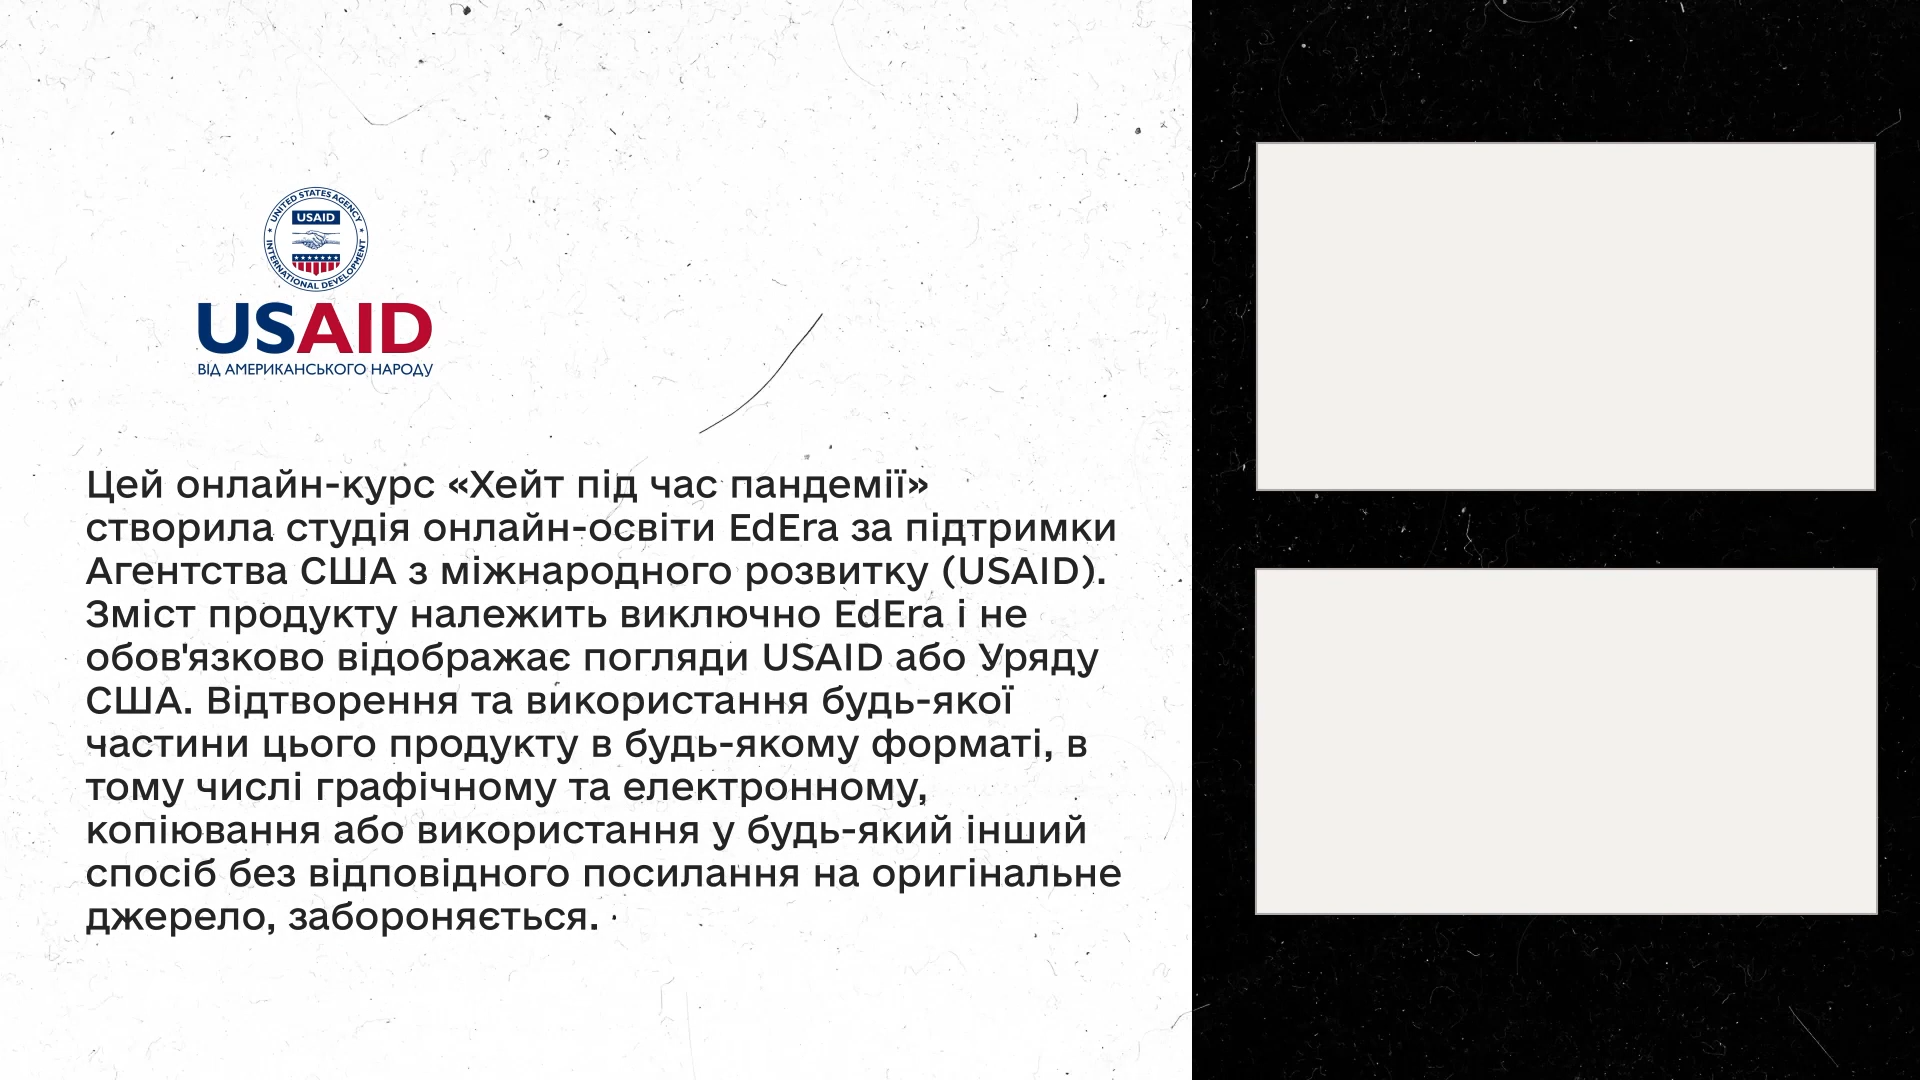 UNITED STATES AGENCY
USAID
INTERNATIONAL DEVELOPMENT
USAID
ВІД АМЕРИКАНСЬКОГО НАРОДУ
Цей онлайн-курс «Хейт під час пандемії»
створила студія онлайн-освіти EdEra за підтримки
Агентства США з міжнародного розвитку (USAID).
Зміст продукту належить виключно EdEra і не
обов'язково відображає погляди USAID або Уряду
США. Відтворення та використання будь-якої
частини цього продукту в будь-якому форматі, в
тому числі графічному та електронному,
копіювання або використання у будь-який інший
спосіб без відповідного посилання на оригінальне
джерело, забороняється.